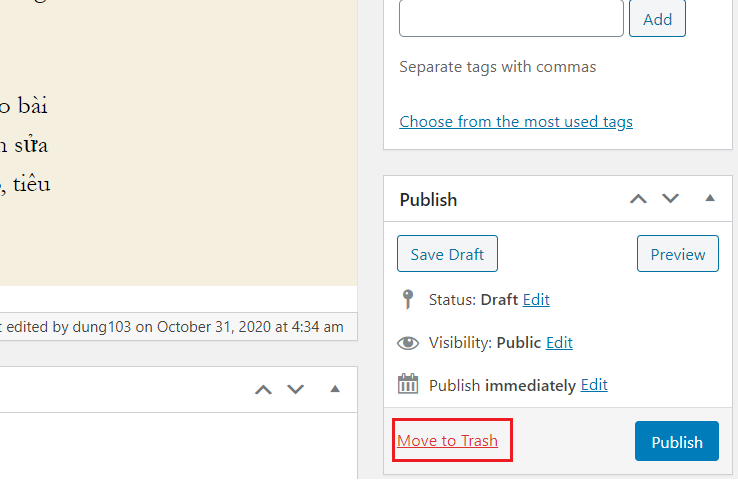 bài
sửa
, tiêu
edited by dung103 on October 31, 2020 at 4:34 am
Add
Separate tags with commas
Choose from the most used tags
Publish
Save Draft
Preview
Status: Draft Edit
Visibility: Public Edit
Publish immediately Edit
Move to Trash
Publish